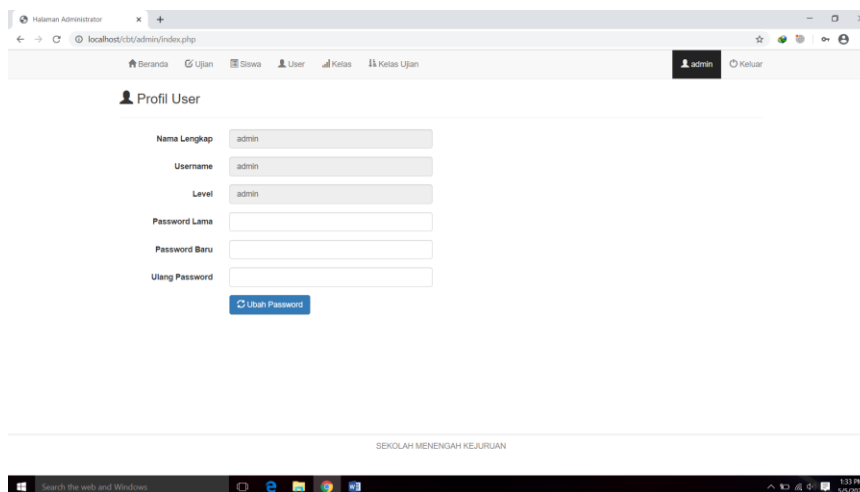 Halaman Administrator
localhost/cbt/admin/index.php
Beranda Ujian Siswa User Kelas Kelas Ujian admin Keluar
Profil User
Nama Lengkap admin
Username admin
Level admin
Password Lama
Password Baru
Ulang Password
Ubah Password
SEKOLAH MENENGAH KEJURUAN
Search the web and Windows
1:33